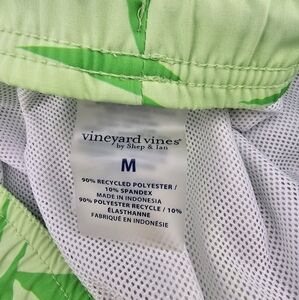 vineyard vines®
by Shep & Ian
M
90% RECYCLED POLYESTER /
10% SPANDEX
MADE IN INDONESIA
90% POLYESTER RECYCLE / 10%
ÉLASTHANNE
FABRIQUÉ EN INDONÉSIE